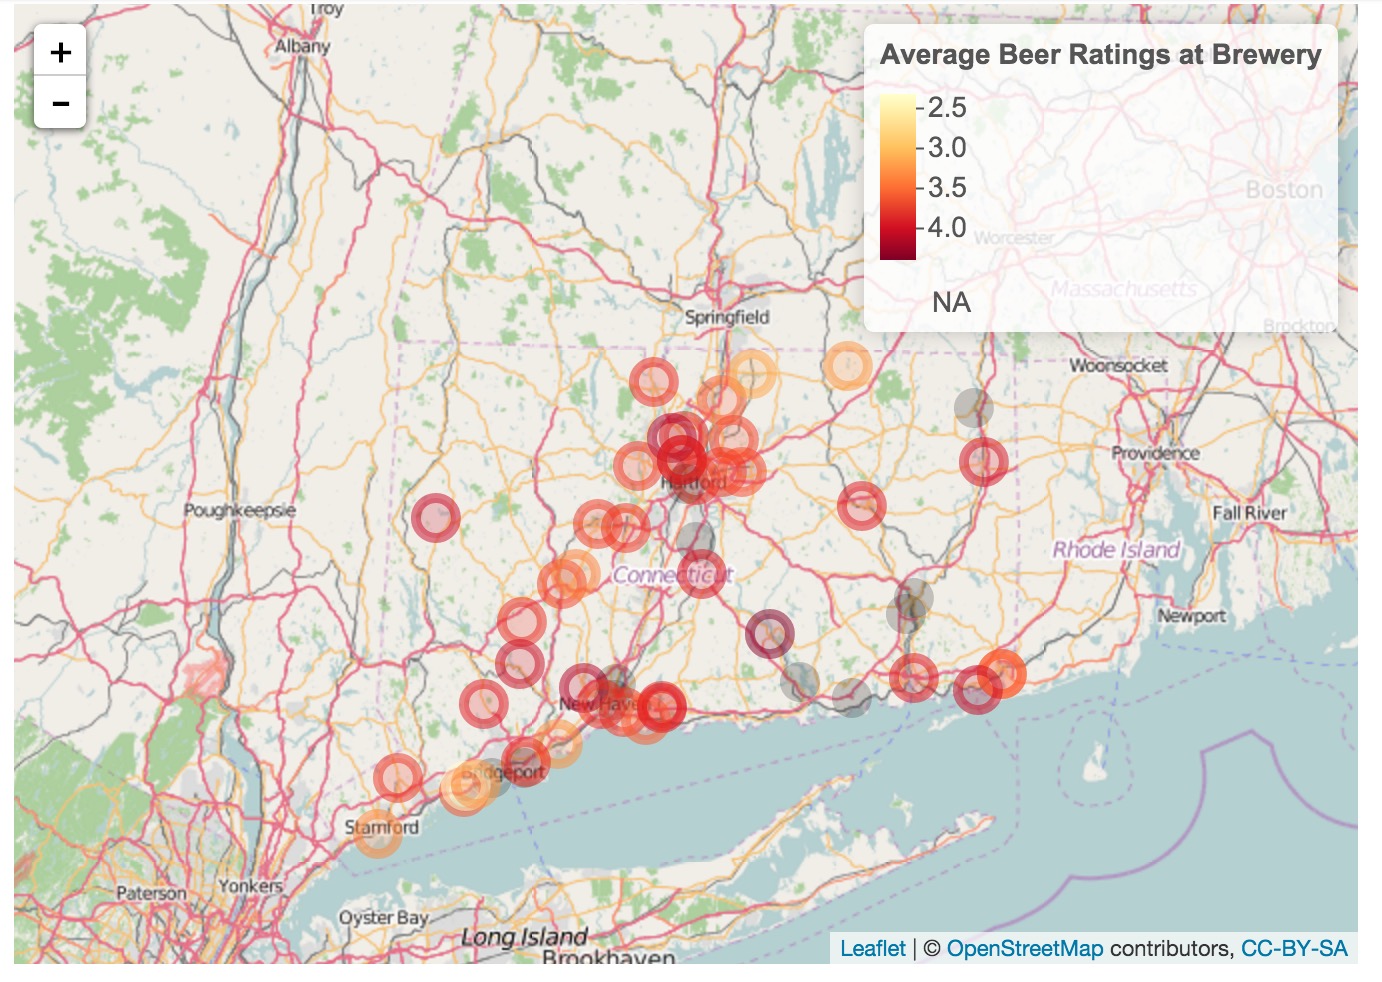 Troy
Albany
+
−
Average Beer Ratings at Brewery
2.5
3.0
3.5
4.0
NA
Boston
Worcester
Massachusetts
Brockton
Springfield
Woonsocket
Providence
Hartford
Poughkeepsie
Fall River
Rhode Island
Connecticut
Newport
New Haven
Bridgeport
Stamford
Paterson
Yonkers
Oyster Bay
Long Island
Brookhaven
Leaflet | © OpenStreetMap contributors, CC-BY-SA